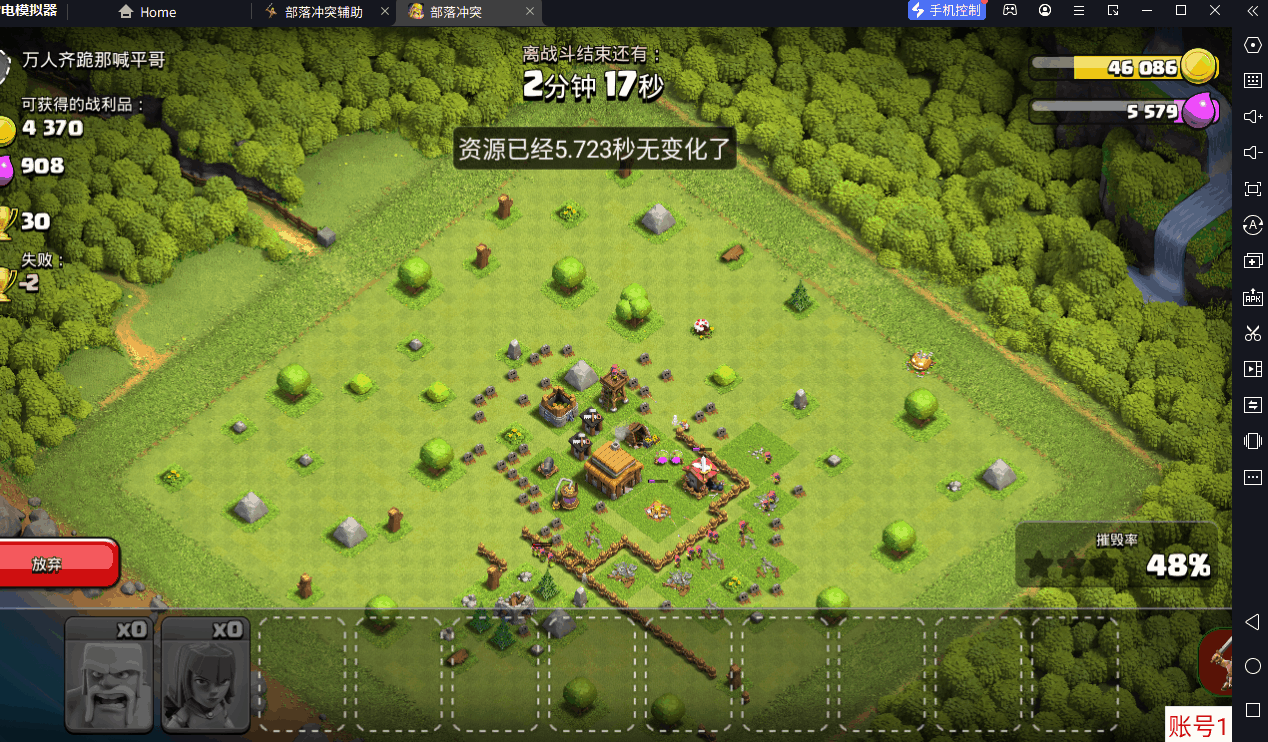 电模拟器
Home
部落冲突辅助
部落冲突
手机控制
万人齐跪那喊平哥
离战斗结束还有：
2分钟 17秒
46 086
可获得的战利品：
4 370
5 579
资源已经5.723秒无变化了
908
30
失败：
-2
摧毁率
48%
放弃
x0
x0
账号1
APK